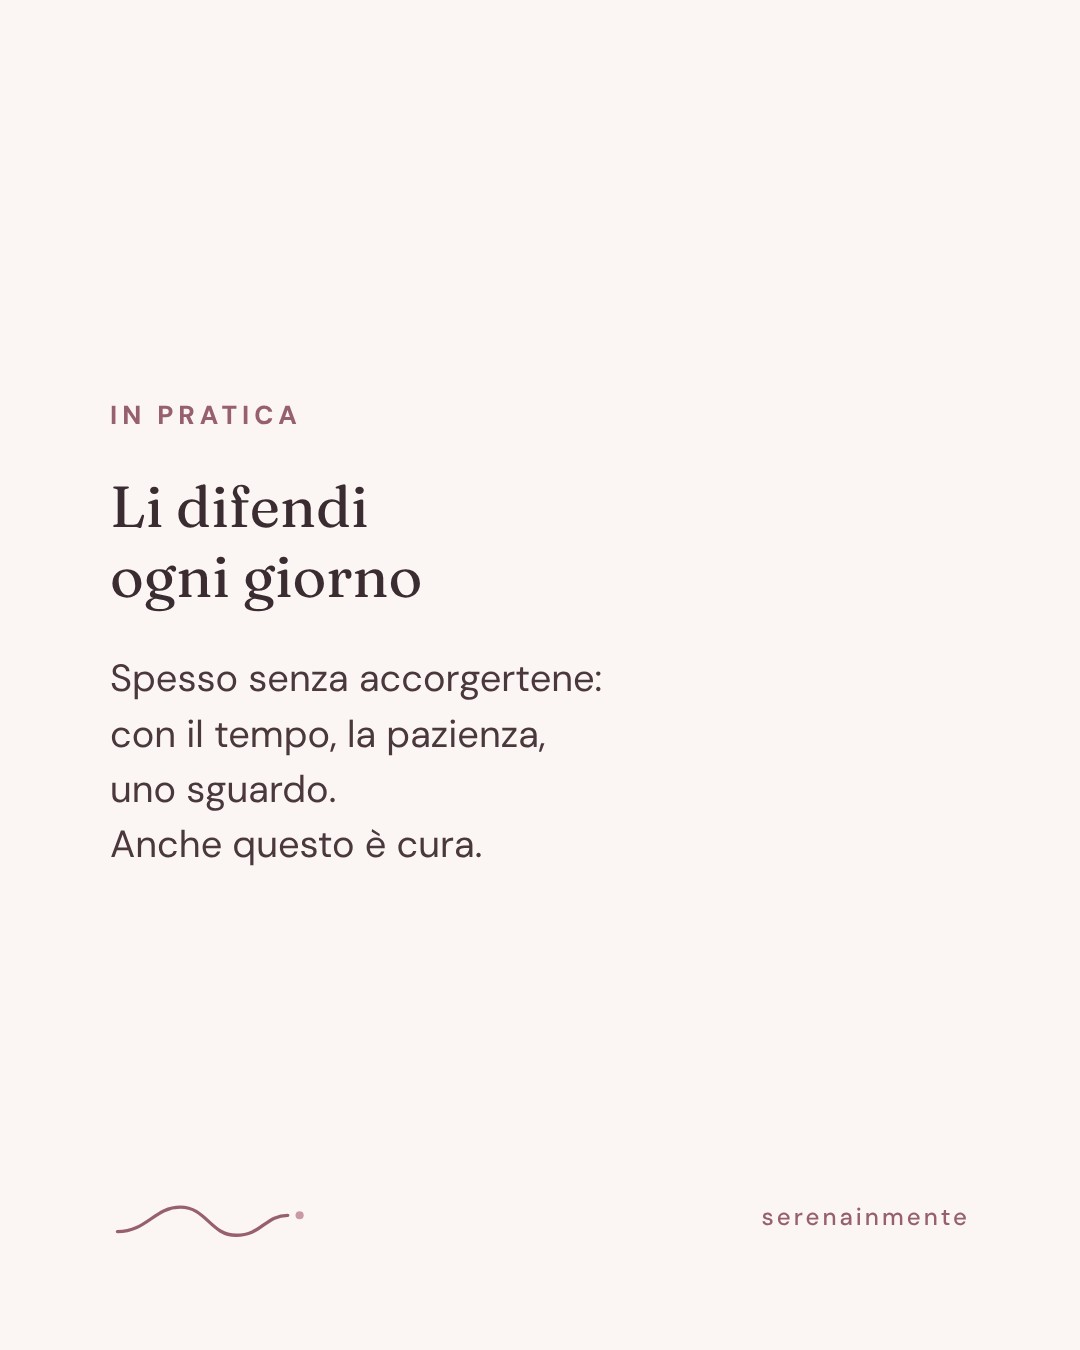 IN PRATICA
Li difendi
ogni giorno
Spesso senza accorgertene:
con il tempo, la pazienza,
uno sguardo.
Anche questo è cura.
serenainmente